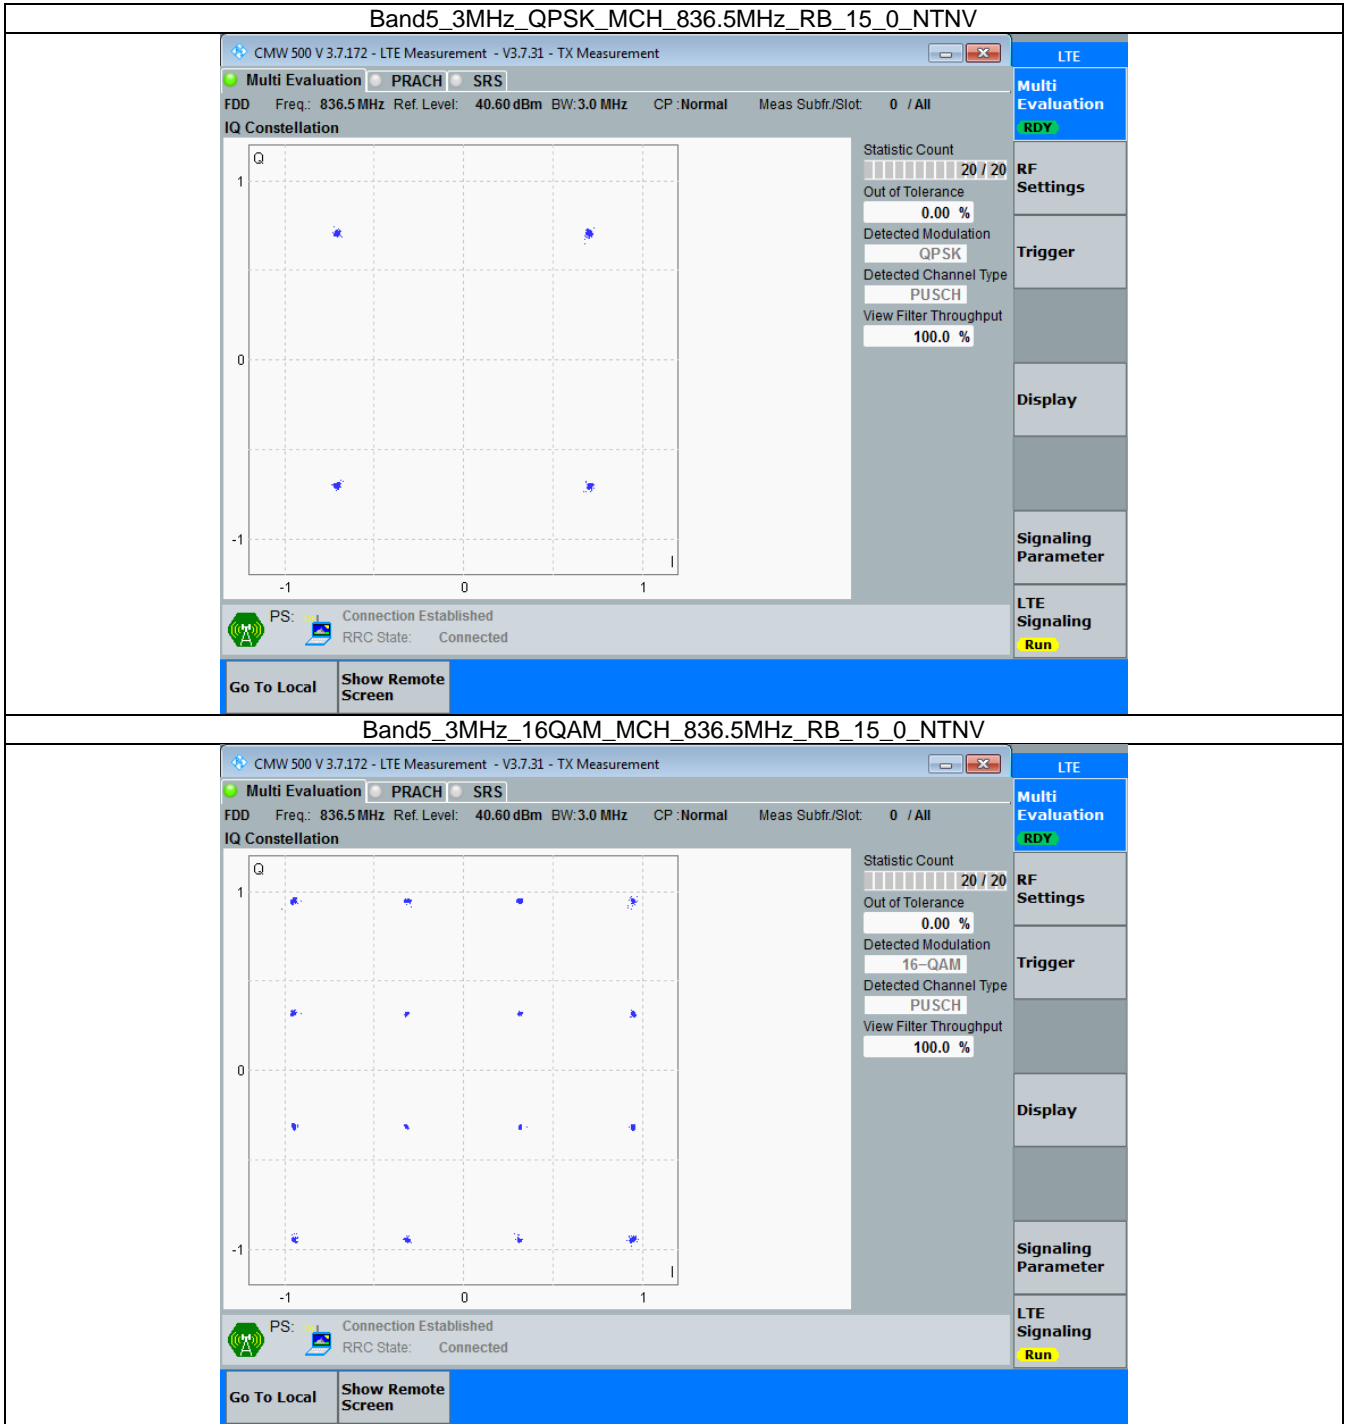 Band5_3MHz_QPSK_MCH_836.5MHz_RB_15_0_NTNV
CMW 500 V 3.7.172 - LTE Measurement - V3.7.31 - TX Measurement
LTE
Multi Evaluation PRACH SRS
FDD Freq.: 836.5 MHz Ref. Level: 40.60 dBm BW: 3.0 MHz CP : Normal Meas Subfr./Slot: 0 / All
IQ Constellation
Q
1
0
-1
I
-1 0 1
Statistic Count
20 / 20
Out of Tolerance
0.00 %
Detected Modulation
QPSK
Detected Channel Type
PUSCH
View Filter Throughput
100.0 %
Multi
Evaluation
RDY
RF
Settings
Trigger
Display
Signaling
Parameter
LTE
Signaling
Run
PS: Connection Established
RRC State: Connected
Go To Local
Show Remote
Screen
Band5_3MHz_16QAM_MCH_836.5MHz_RB_15_0_NTNV
CMW 500 V 3.7.172 - LTE Measurement - V3.7.31 - TX Measurement
LTE
Multi Evaluation PRACH SRS
FDD Freq.: 836.5 MHz Ref. Level: 40.60 dBm BW: 3.0 MHz CP : Normal Meas Subfr./Slot: 0 / All
IQ Constellation
Q
1
0
-1
I
-1 0 1
Statistic Count
20 / 20
Out of Tolerance
0.00 %
Detected Modulation
16-QAM
Detected Channel Type
PUSCH
View Filter Throughput
100.0 %
Multi
Evaluation
RDY
RF
Settings
Trigger
Display
Signaling
Parameter
LTE
Signaling
Run
PS: Connection Established
RRC State: Connected
Go To Local
Show Remote
Screen